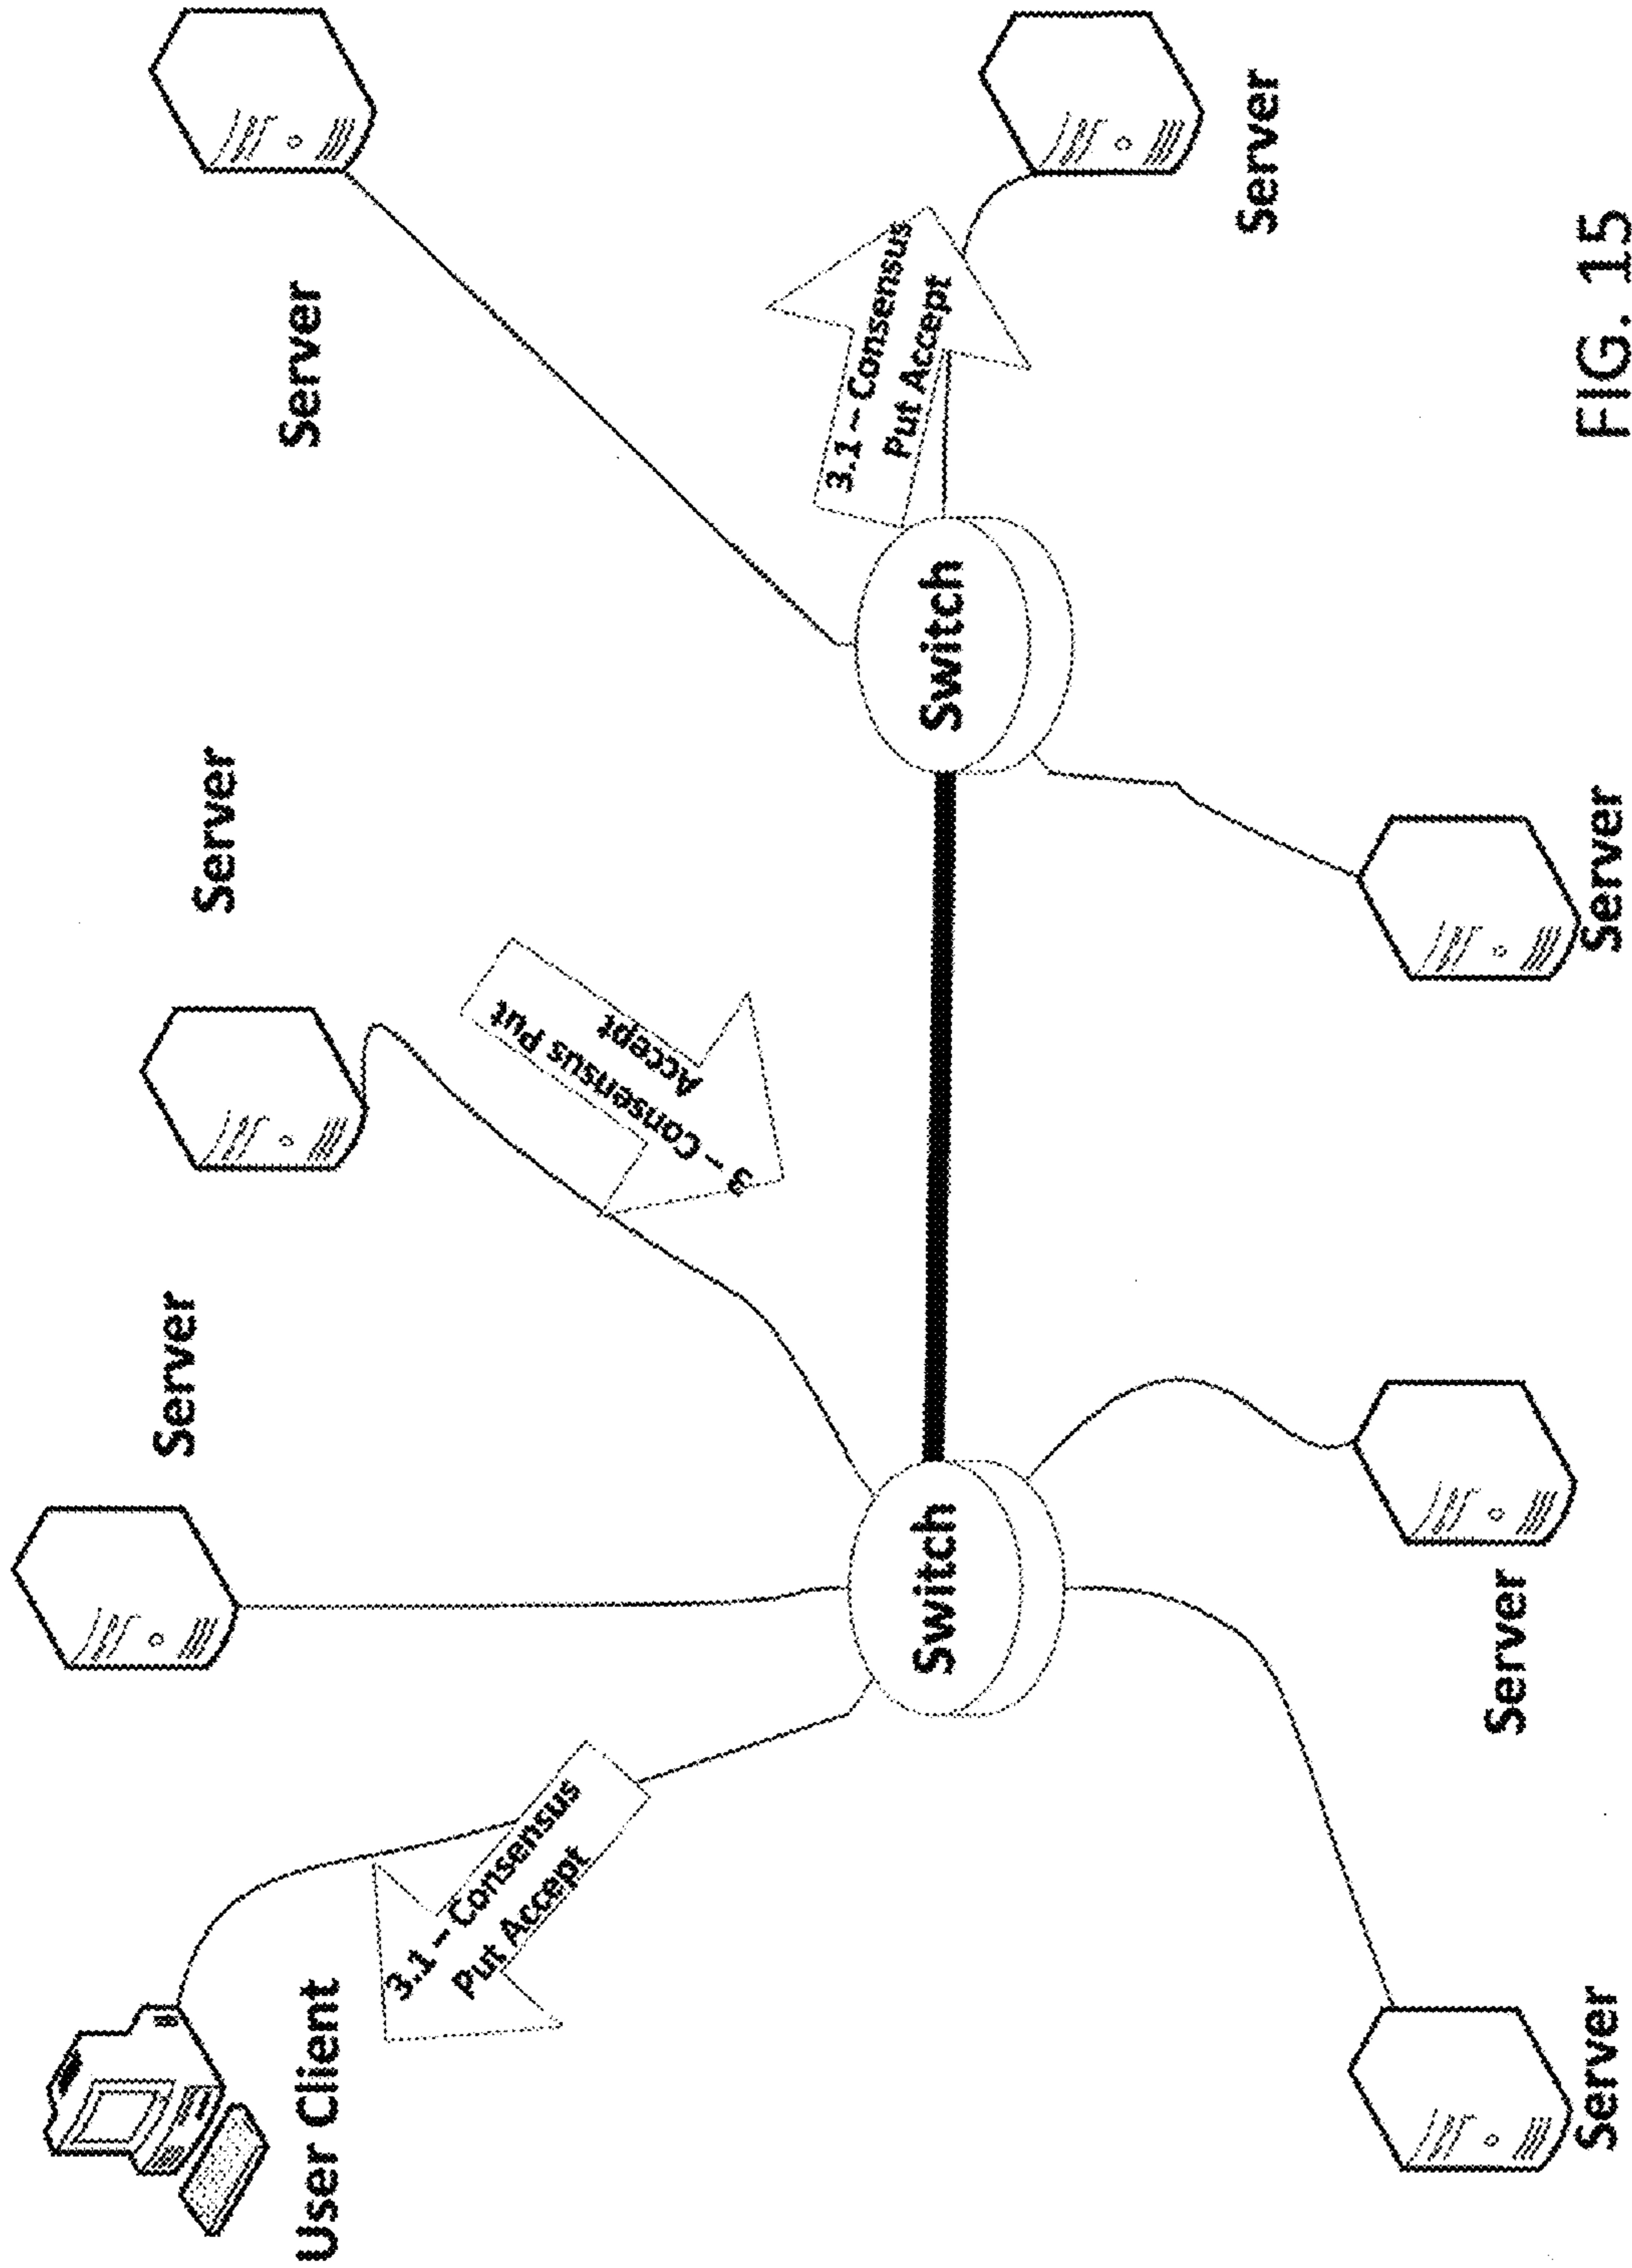 Server
Server
Server
User Client
3.1 – Consensus
Put Accept
3 – Consensus Put
Accept
3.1 – Consensus
Put Accept
Switch
Switch
Server
Server
Server
Server
FIG. 15